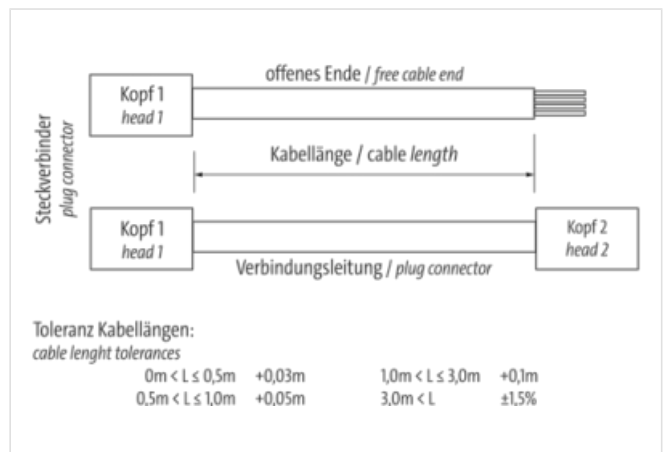 offenes Ende / free cable end
Kopf 1
head 1
Steckverbinder
plug connector
Kabellänge / cable length
Kopf 1
head 1
Kopf 2
head 2
Verbindungsleitung / plug connector
Toleranz Kabellängen:
cable lenght tolerances
0m < L ≤ 0,5m +0,03m 1,0m < L ≤ 3,0m +0,1m
0,5m < L ≤ 1,0m +0,05m 3,0m < L ±1,5%